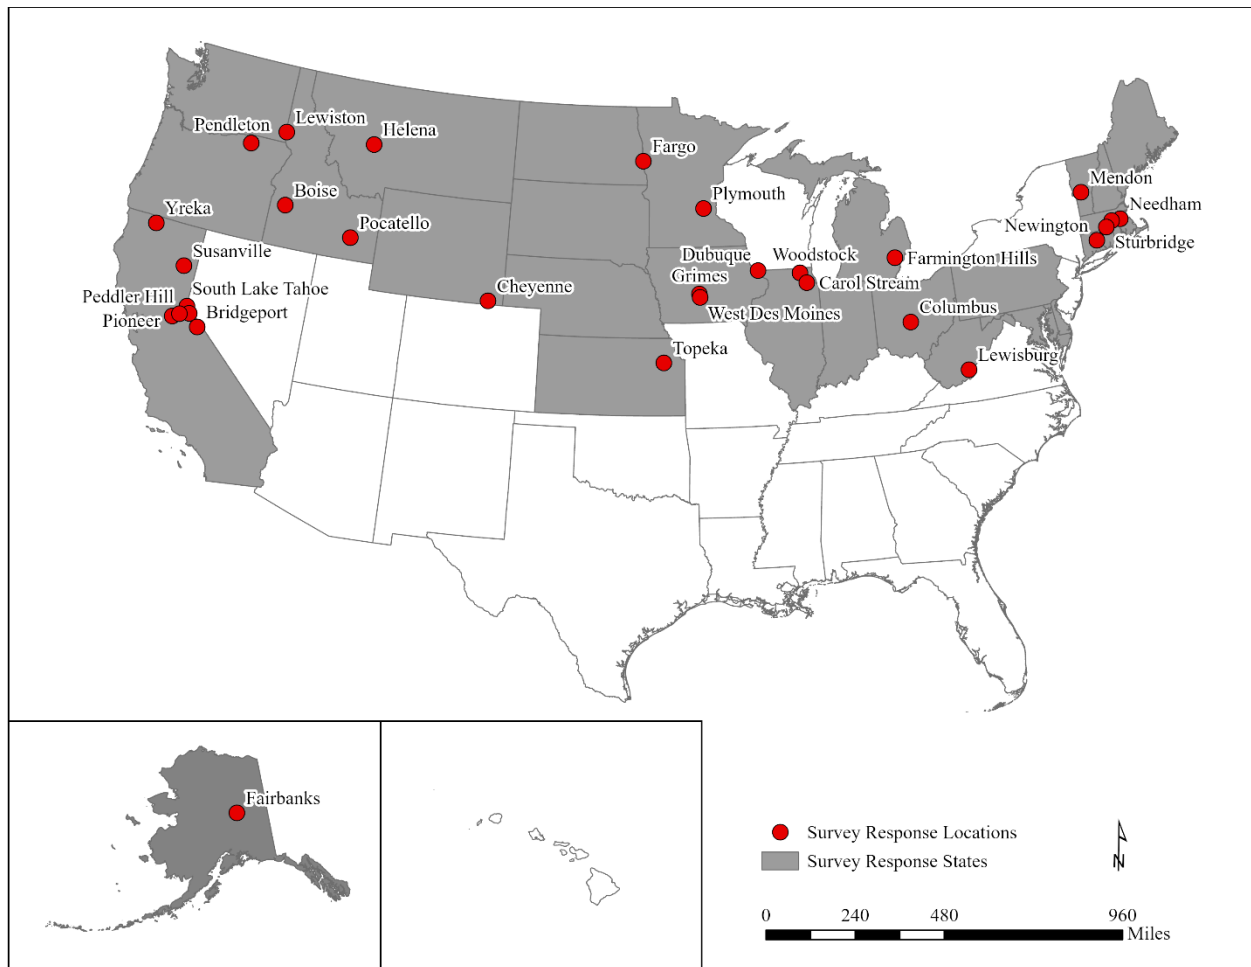 Lewiston
Pendleton
Helena
Fargo
Mendon
Boise
Plymouth
Needham
Yreka
Newington
Pocatello
Sturbridge
Susanville
Dubuque
Woodstock
Farmington Hills
Grimes
Carol Stream
Cheyenne
South Lake Tahoe
Peddler Hill
Bridgeport
West Des Moines
Columbus
Pioneer
Topeka
Lewisburg
Fairbanks
Survey Response Locations
Survey Response States
N
0 240 480 960
Miles